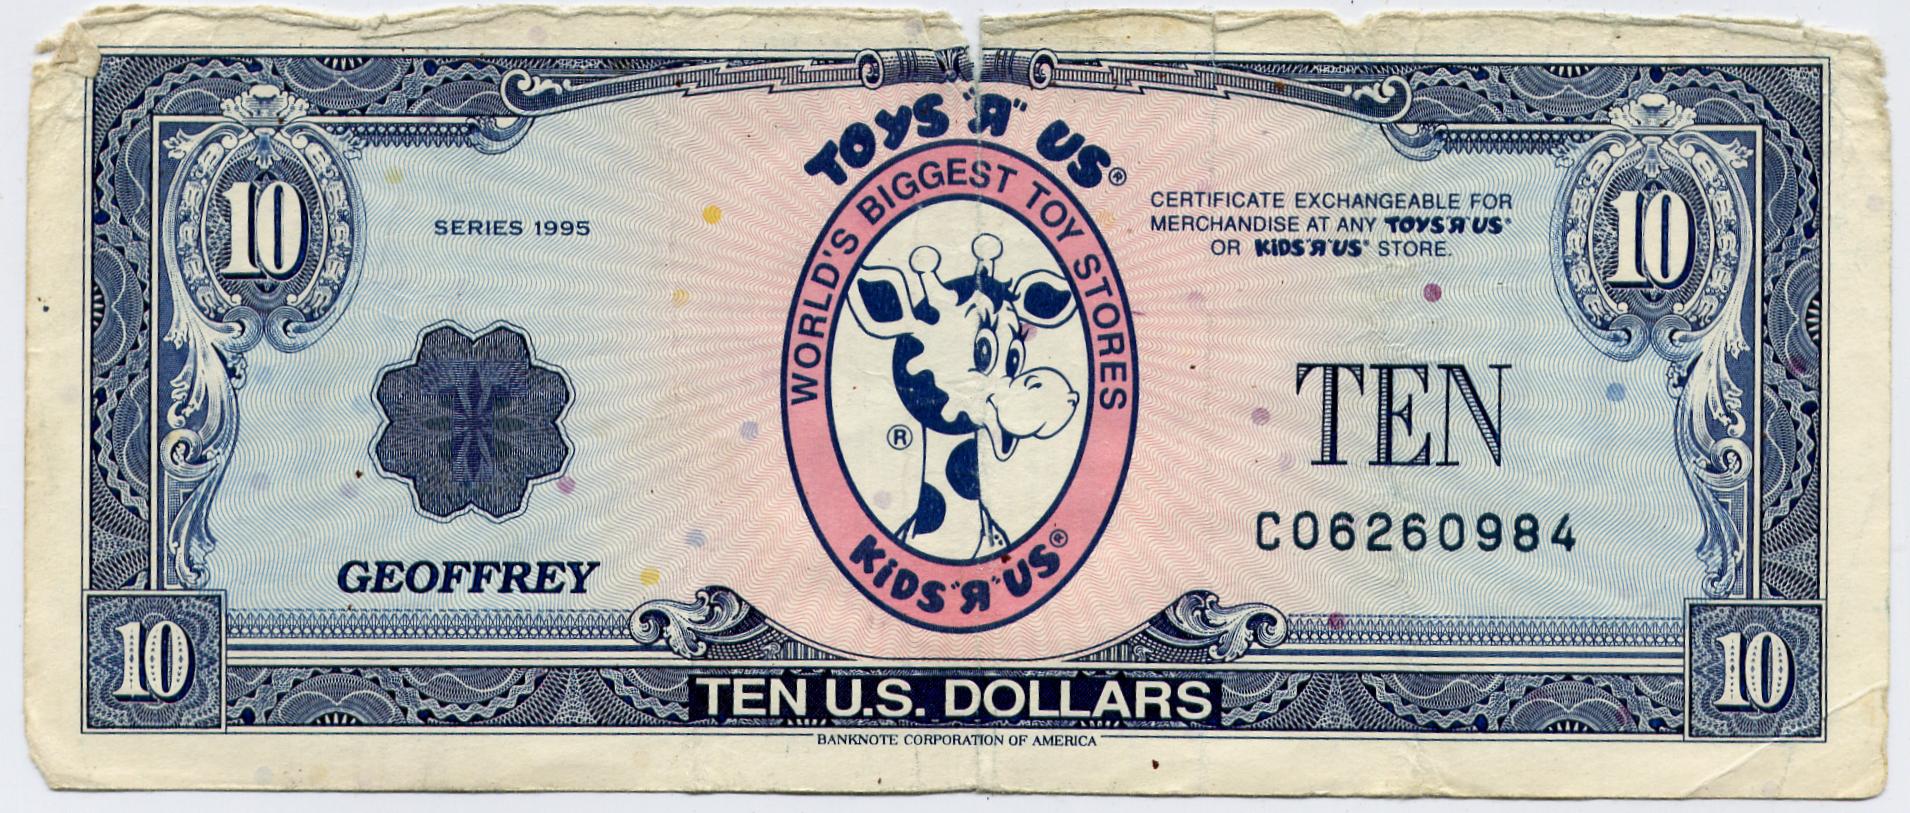 TOYS "R" US®
WORLD'S BIGGEST TOY STORES
10
10
SERIES 1995
CERTIFICATE EXCHANGEABLE FOR
MERCHANDISE AT ANY TOYS "R" US®
OR KIDS "R" US® STORE.
®
TEN
C06260984
GEOFFREY
KIDS "R" US®
10
10
TEN U.S. DOLLARS
BANKNOTE CORPORATION OF AMERICA